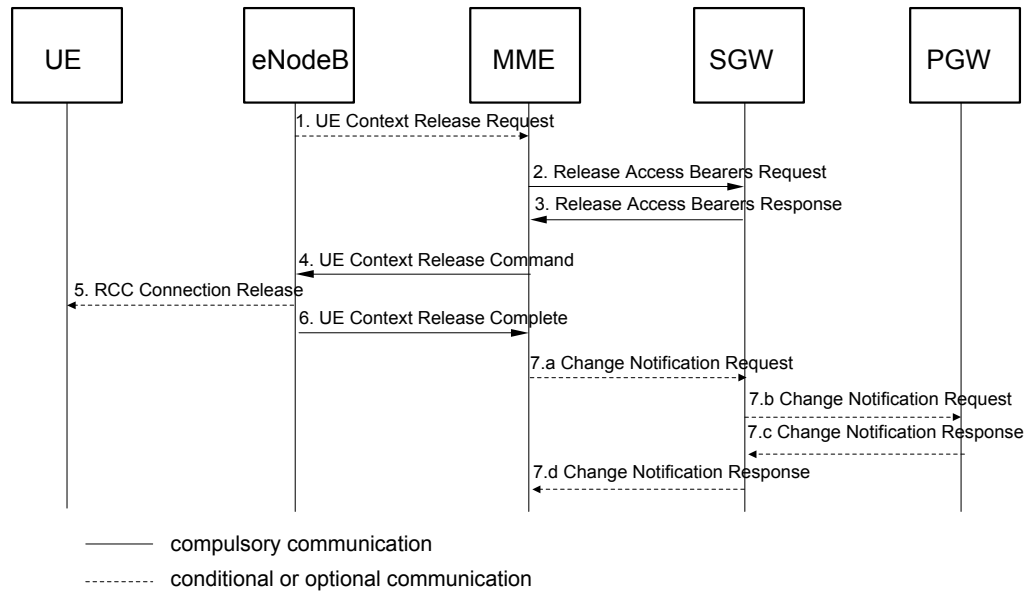 UE
eNodeB
MME
SGW
PGW
1. UE Context Release Request
2. Release Access Bearers Request
3. Release Access Bearers Response
4. UE Context Release Command
5. RCC Connection Release
6. UE Context Release Complete
7.a Change Notification Request
7.b Change Notification Request
7.c Change Notification Response
7.d Change Notification Response
compulsory communication
conditional or optional communication